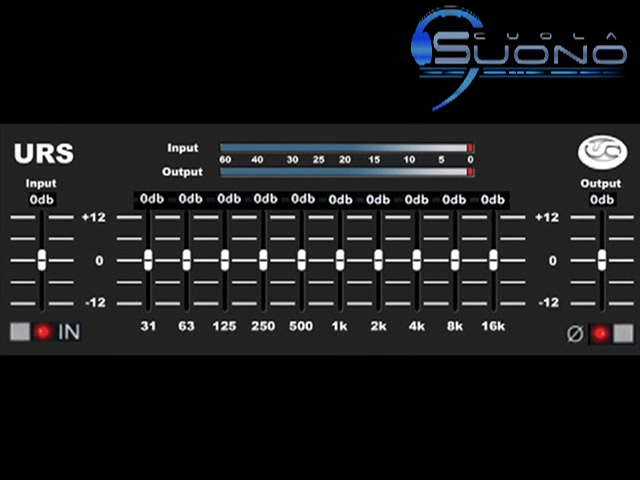 SCUOLA
SUONO
URS
Input
60 40 30 25 20 15 10 5 0
Output
Input
Output
0db
0db 0db 0db 0db 0db 0db 0db 0db 0db 0db
0db
+12
+12
0
0
-12
-12
IN
31 63 125 250 500 1k 2k 4k 8k 16k
Ø